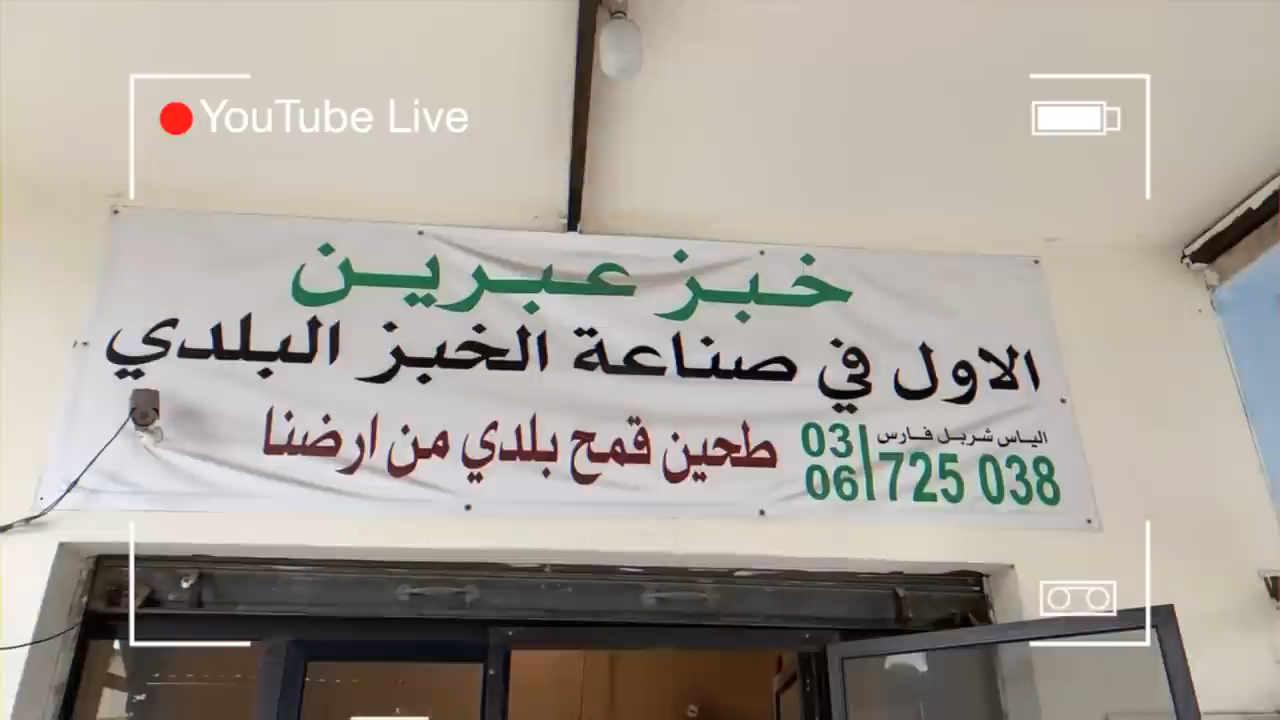 YouTube Live
خبز عبرين
الاول في صناعة الخبز البلدي
طحين قمح بلدي من ارضنا
الياس شربل فارس
03
06
725 038